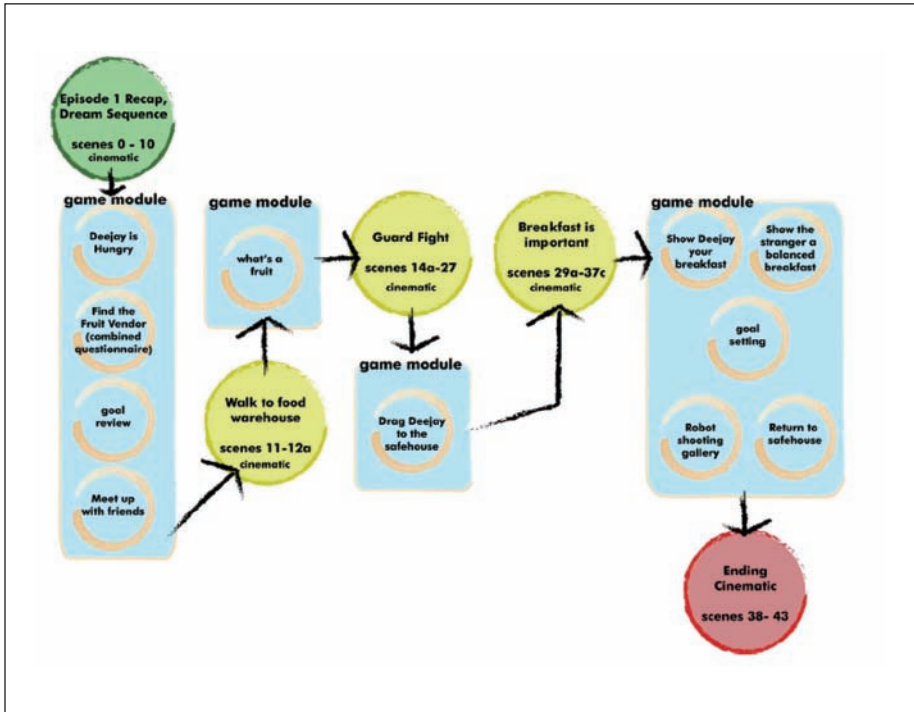 Episode 1 Recap,
Dream Sequence
scenes 0 - 10
cinematic
game module
Deejay is
Hungry
Find the
Fruit Vendor
(combined
questionnaire)
goal
review
Meet up
with friends
Walk to food
warehouse
scenes 11-12a
cinematic
game module
what's a
fruit
Guard Fight
scenes 14a-27
cinematic
game module
Drag Deejay
to the
safehouse
Breakfast is
important
scenes 29a-37c
cinematic
game module
Show Deejay
your
breakfast
Show the
stranger a
balanced
breakfast
goal
setting
Robot
shooting
gallery
Return to
safehouse
Ending
Cinematic
scenes 38- 43